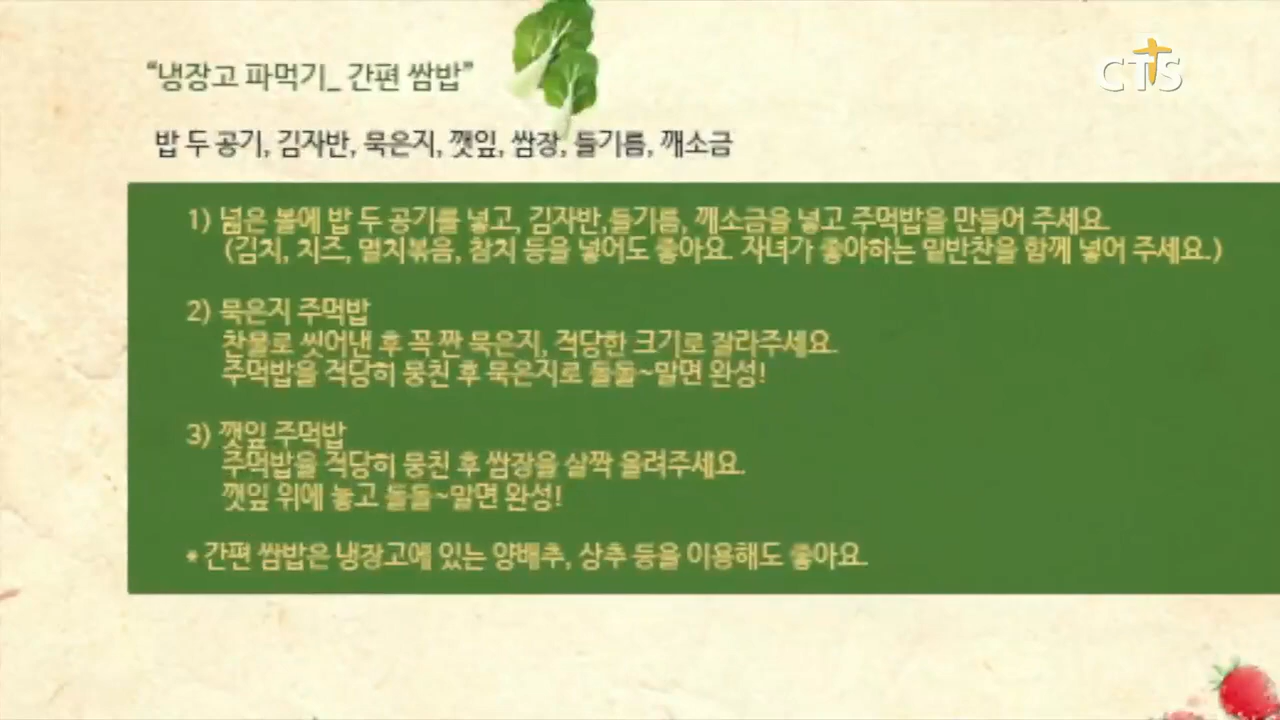 CTS
"냉장고 파먹기_ 간편 쌈밥"
밥 두 공기, 김자반, 묵은지, 깻잎, 쌈장, 들기름, 깨소금
1) 넓은 볼에 밥 두 공기를 넣고, 김자반,들기름, 깨소금을 넣고 주먹밥을 만들어 주세요.
(김치, 치즈, 멸치볶음, 참치 등을 넣어도 좋아요. 자녀가 좋아하는 밑반찬을 함께 넣어 주세요.)
2) 묵은지 주먹밥
찬물로 씻어낸 후 꼭 짠 묵은지, 적당한 크기로 잘라주세요.
주먹밥을 적당히 뭉친 후 묵은지로 돌돌~말면 완성!
3) 깻잎 주먹밥
주먹밥을 적당히 뭉친 후 쌈장을 살짝 올려주세요.
깻잎 위에 놓고 돌돌~말면 완성!
* 간편 쌈밥은 냉장고에 있는 양배추, 상추 등을 이용해도 좋아요.